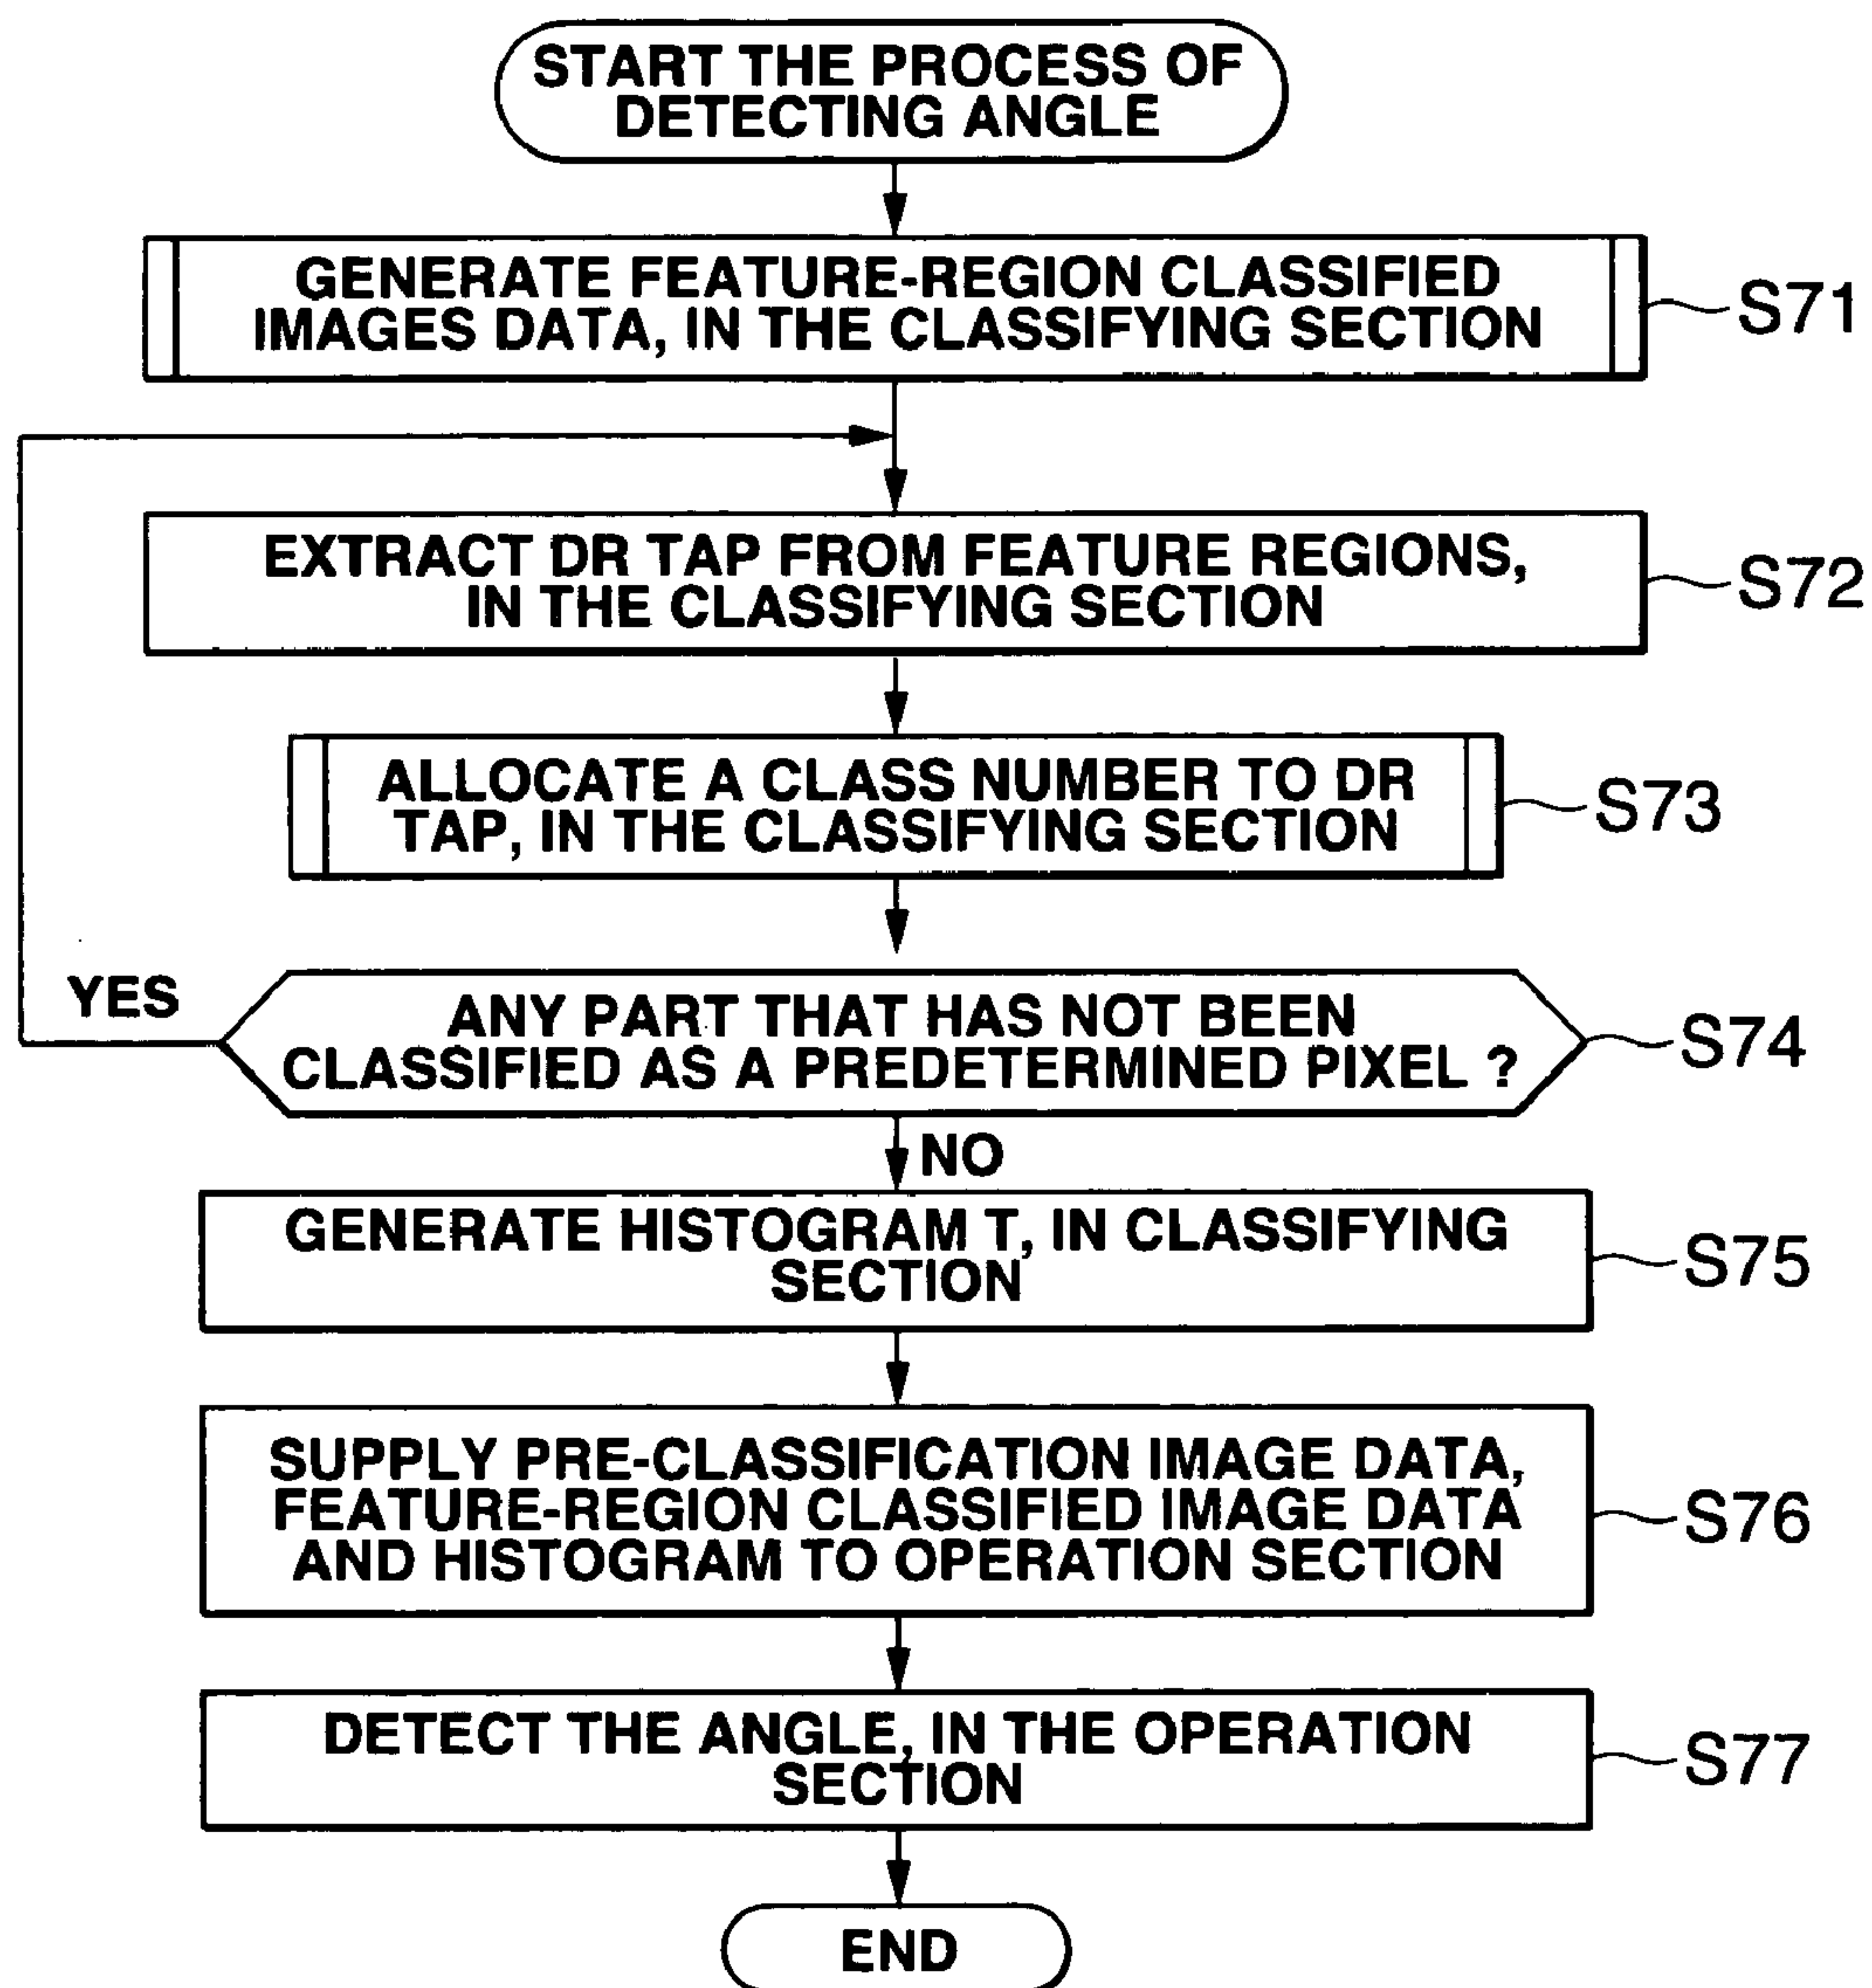 START THE PROCESS OF
DETECTING ANGLE
GENERATE FEATURE-REGION CLASSIFIED
IMAGES DATA, IN THE CLASSIFYING SECTION
S71
EXTRACT DR TAP FROM FEATURE REGIONS,
IN THE CLASSIFYING SECTION
S72
ALLOCATE A CLASS NUMBER TO DR
TAP, IN THE CLASSIFYING SECTION
S73
YES
ANY PART THAT HAS NOT BEEN
CLASSIFIED AS A PREDETERMINED PIXEL ?
S74
NO
GENERATE HISTOGRAM T, IN CLASSIFYING
SECTION
S75
SUPPLY PRE-CLASSIFICATION IMAGE DATA,
FEATURE-REGION CLASSIFIED IMAGE DATA
AND HISTOGRAM TO OPERATION SECTION
S76
DETECT THE ANGLE, IN THE OPERATION
SECTION
S77
END